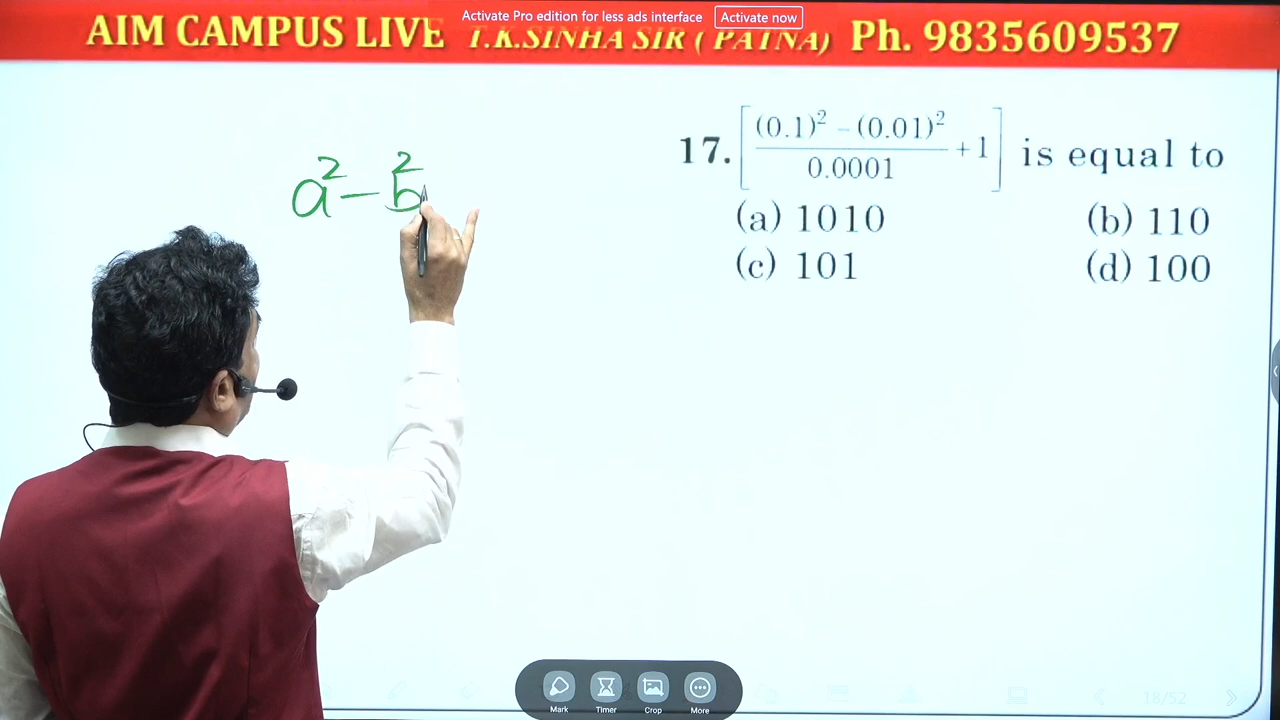 Activate Pro edition for less ads interface Activate now
AIM CAMPUS LIVE T.K.SINHA SIR ( PATNA) Ph. 9835609537
a² - b²
17. [ (0.1)² - (0.01)² / 0.0001 + 1 ] is equal to
(a) 1010 (b) 110
(c) 101 (d) 100
Mark Timer Crop More
18/52